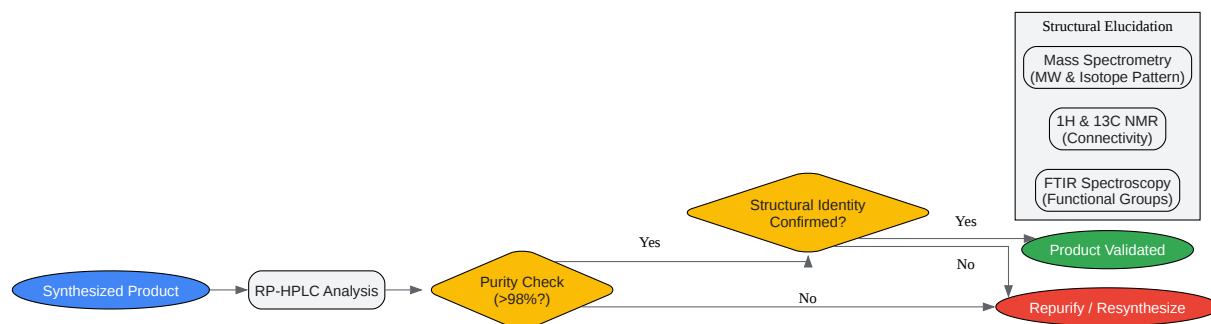 Structural Elucidation
Mass Spectrometry
(MW & Isotope Pattern)
1H & 13C NMR
(Connectivity)
FTIR Spectroscopy
(Functional Groups)
Structural Identity
Confirmed?
Yes
Product Validated
Yes
No
Synthesized Product
RP-HPLC Analysis
Purity Check
(>98%?)
No
Repurify / Resynthesize